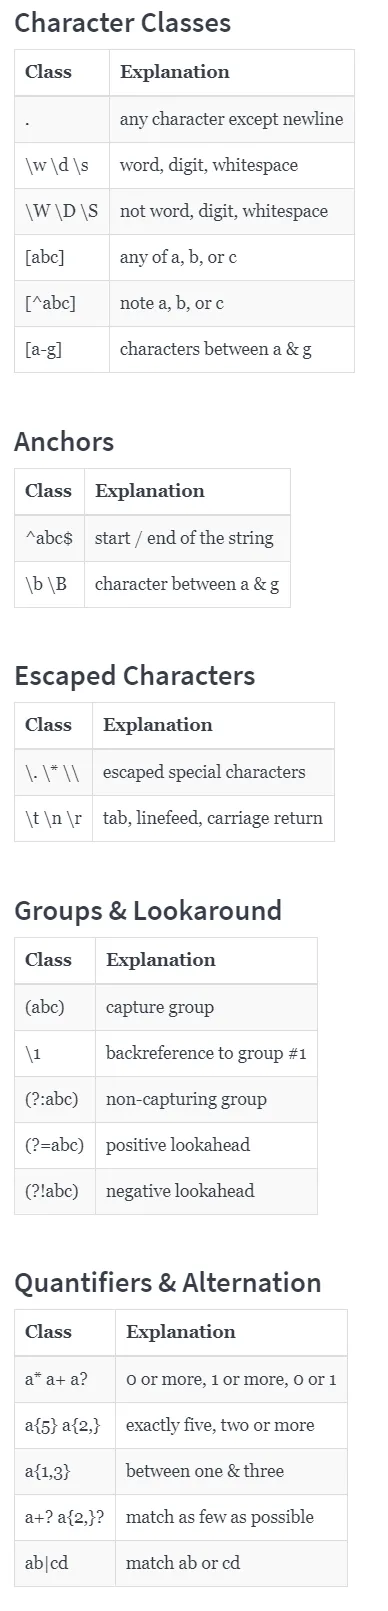 Character Classes
Class Explanation
. any character except newline
\w \d \s word, digit, whitespace
\W \D \S not word, digit, whitespace
[abc] any of a, b, or c
[^abc] note a, b, or c
[a-g] characters between a & g
Anchors
Class Explanation
^abc$ start / end of the string
\b \B character between a & g
Escaped Characters
Class Explanation
\. \* \\ escaped special characters
\t \n \r tab, linefeed, carriage return
Groups & Lookaround
Class Explanation
(abc) capture group
\1 backreference to group #1
(?:abc) non-capturing group
(?=abc) positive lookahead
(?!abc) negative lookahead
Quantifiers & Alternation
Class Explanation
a* a+ a? 0 or more, 1 or more, 0 or 1
a{5} a{2,} exactly five, two or more
a{1,3} between one & three
a+? a{2,}? match as few as possible
ab|cd match ab or cd